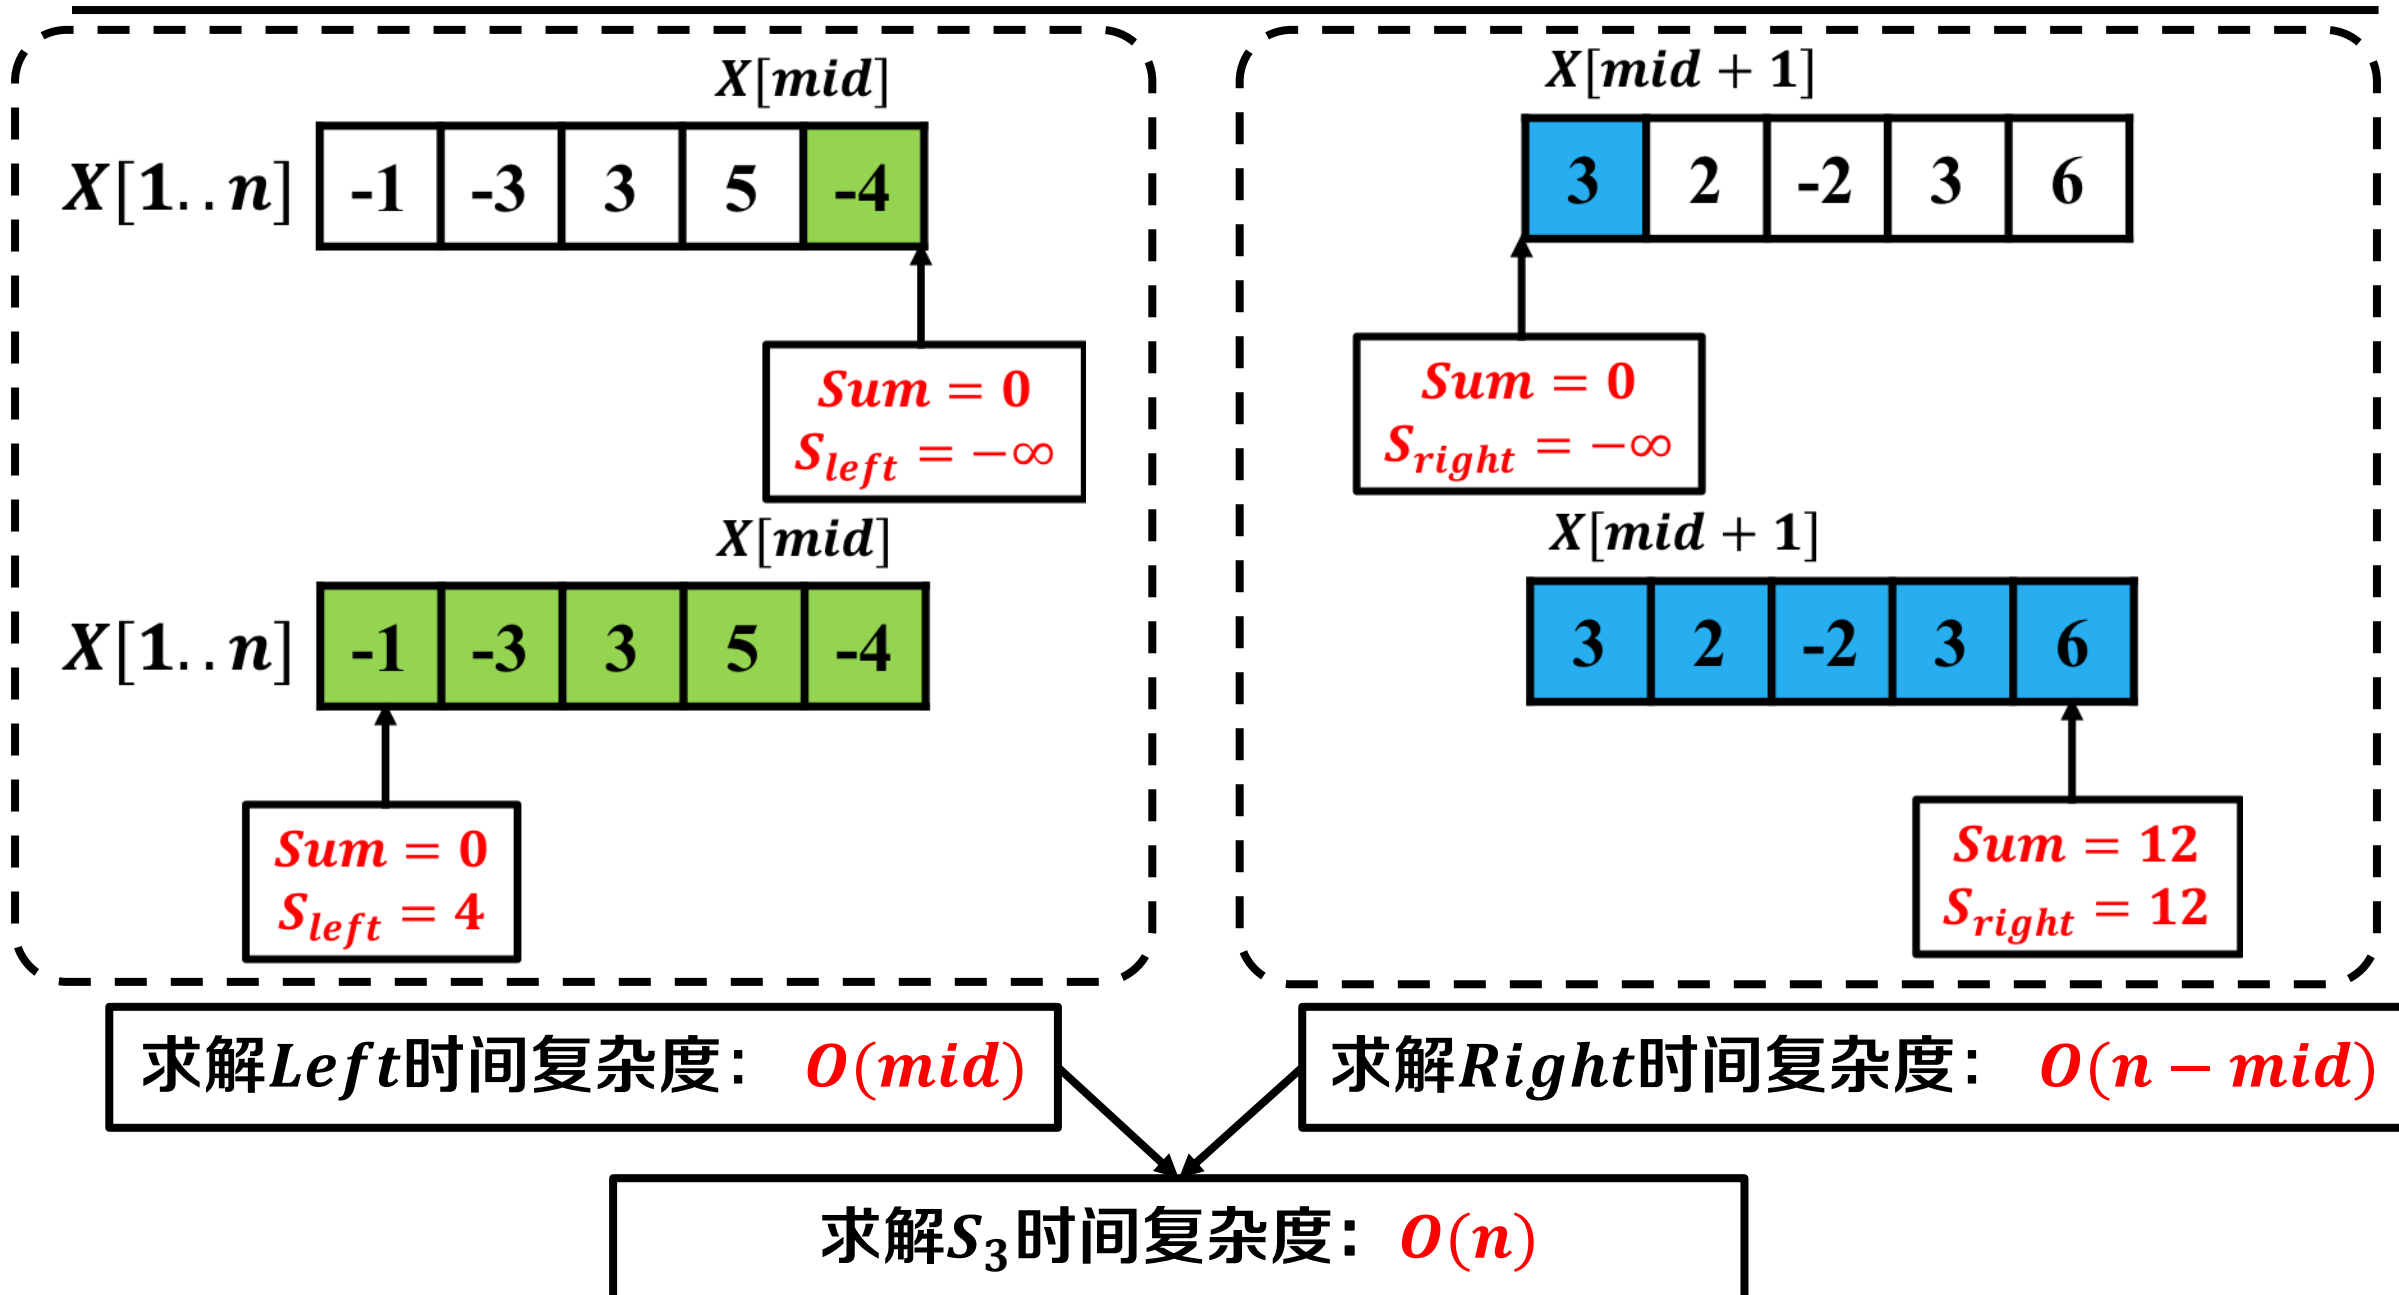 X[mid]
X[1..n] -1 -3 3 5 -4
Sum = 0
S_left = −∞
X[mid]
X[1..n] -1 -3 3 5 -4
Sum = 0
S_left = 4
X[mid + 1]
3 2 -2 3 6
Sum = 0
S_right = −∞
X[mid + 1]
3 2 -2 3 6
Sum = 12
S_right = 12
求解Left时间复杂度： O(mid)
求解Right时间复杂度： O(n − mid)
求解S_3时间复杂度：O(n)